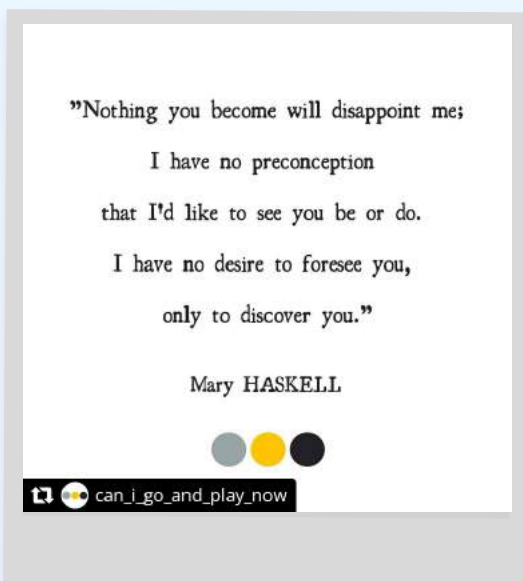 ”Nothing you become will disappoint me;
I have no preconception
that I'd like to see you be or do.
I have no desire to foresee you,
only to discover you.”
Mary HASKELL
can_i_go_and_play_now